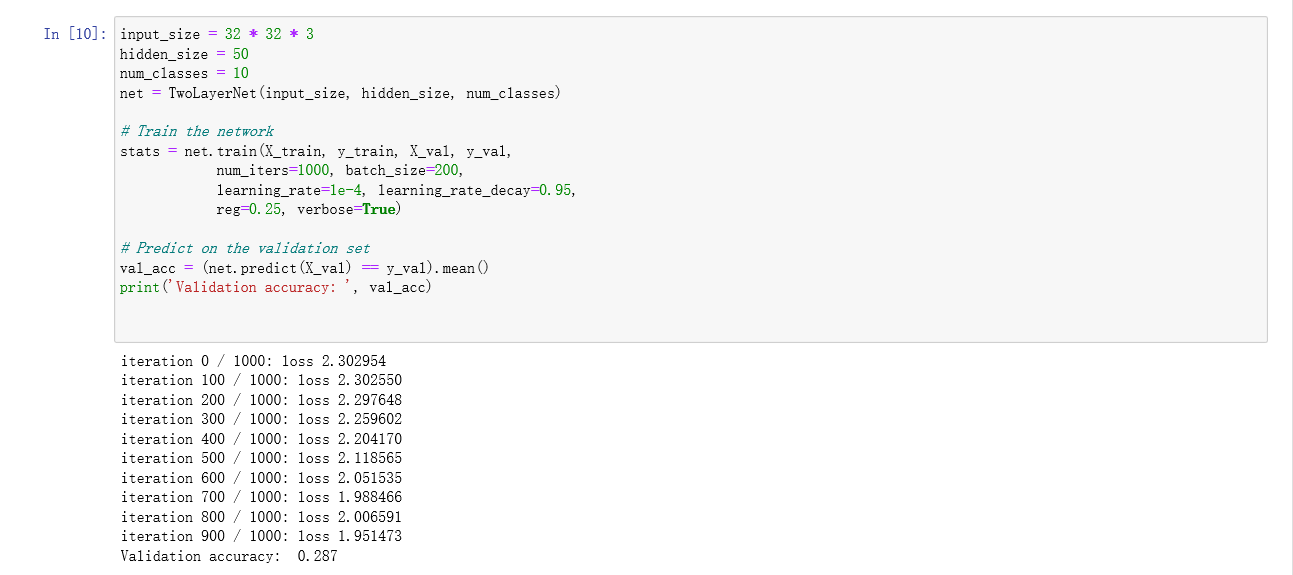 In [10]:
input_size = 32 * 32 * 3
hidden_size = 50
num_classes = 10
net = TwoLayerNet(input_size, hidden_size, num_classes)
# Train the network
stats = net.train(X_train, y_train, X_val, y_val,
num_iters=1000, batch_size=200,
learning_rate=1e-4, learning_rate_decay=0.95,
reg=0.25, verbose=True)
# Predict on the validation set
val_acc = (net.predict(X_val) == y_val).mean()
print('Validation accuracy: ', val_acc)
iteration 0 / 1000: loss 2.302954
iteration 100 / 1000: loss 2.302550
iteration 200 / 1000: loss 2.297648
iteration 300 / 1000: loss 2.259602
iteration 400 / 1000: loss 2.204170
iteration 500 / 1000: loss 2.118565
iteration 600 / 1000: loss 2.051535
iteration 700 / 1000: loss 1.988466
iteration 800 / 1000: loss 2.006591
iteration 900 / 1000: loss 1.951473
Validation accuracy:  0.287